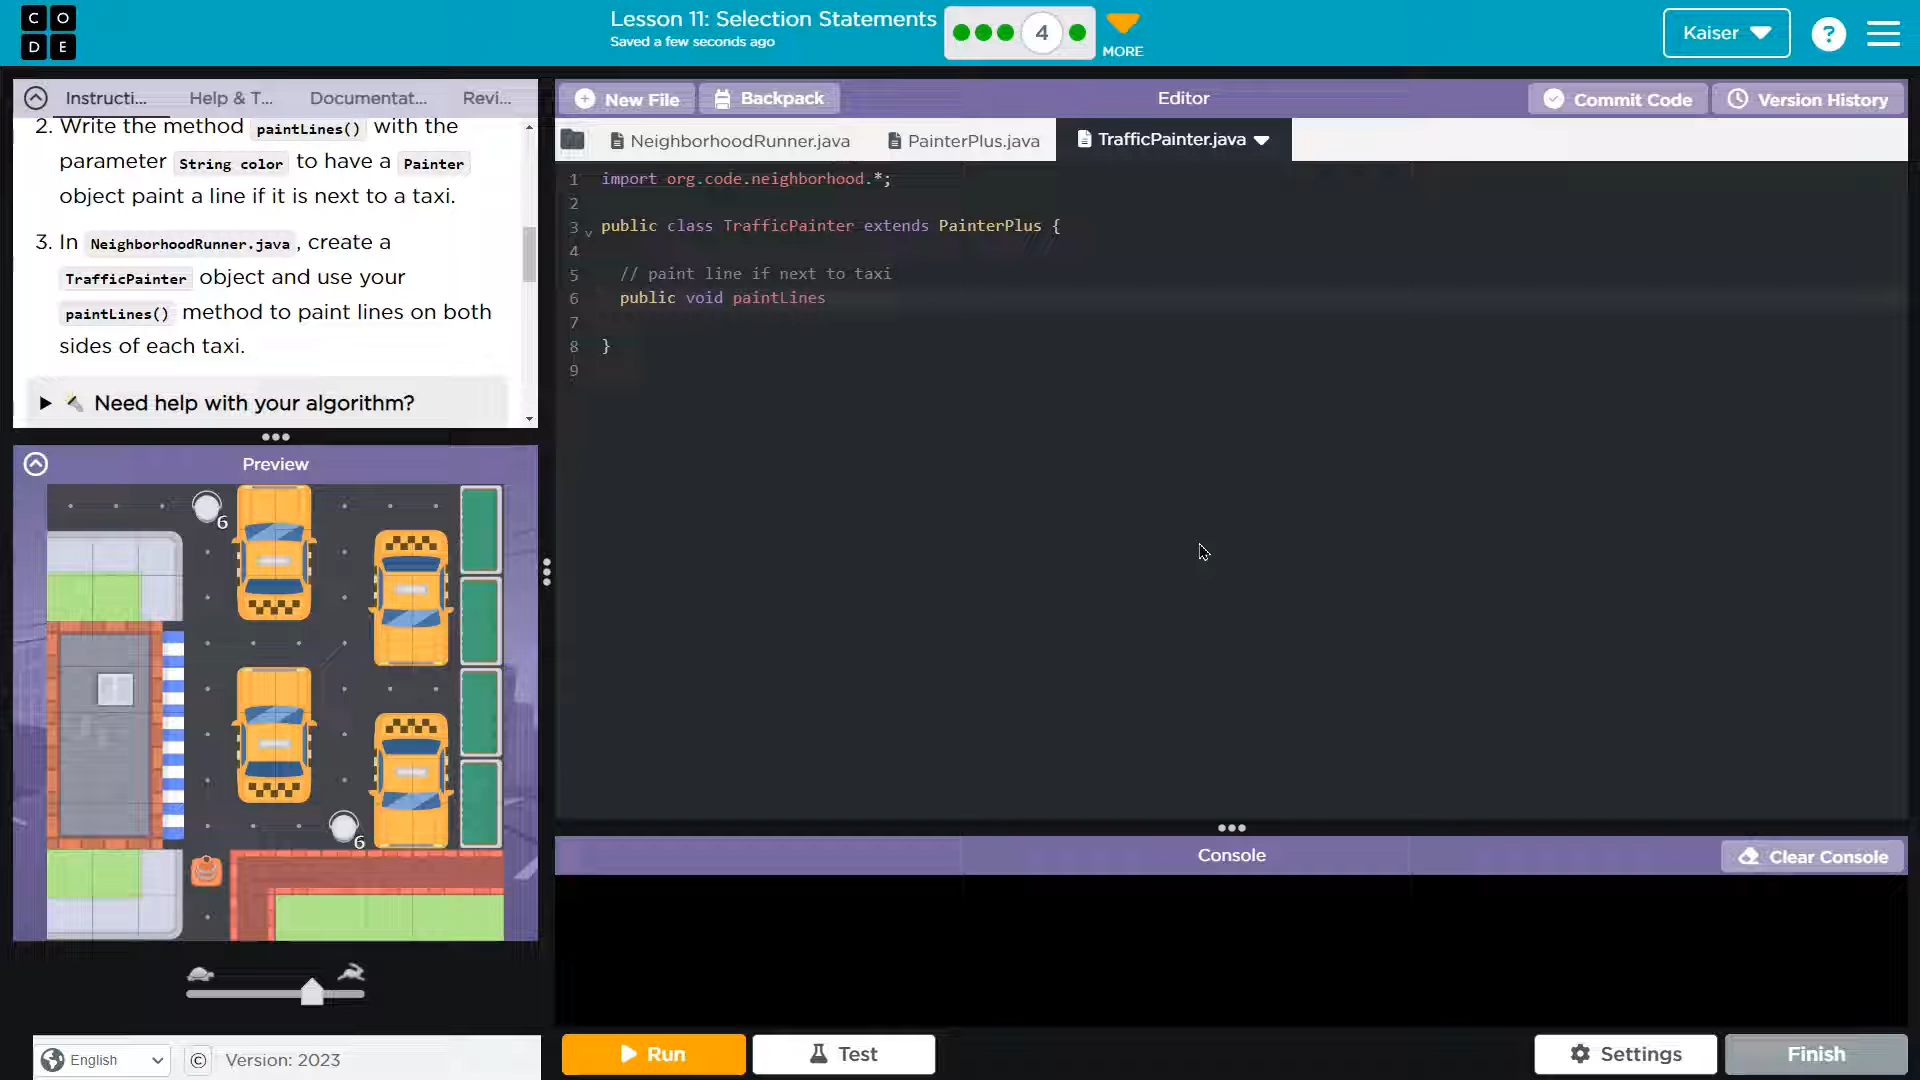 C O
D E
Lesson 11: Selection Statements
Saved a few seconds ago
4
MORE
Kaiser
?
Instructi...
Help & T...
Documentat...
Revi...
2. Write the method paintLines() with the
parameter String color to have a Painter
object paint a line if it is next to a taxi.
3. In NeighborhoodRunner.java, create a
TrafficPainter object and use your
paintLines() method to paint lines on both
sides of each taxi.
Need help with your algorithm?
Preview
6
6
English
©
Version: 2023
New File
Backpack
Editor
Commit Code
Version History
NeighborhoodRunner.java
PainterPlus.java
TrafficPainter.java
1 import org.code.neighborhood.*;
2
3 public class TrafficPainter extends PainterPlus {
4
5 // paint line if next to taxi
6 public void paintLines
7
8 }
9
Console
Clear Console
Run
Test
Settings
Finish